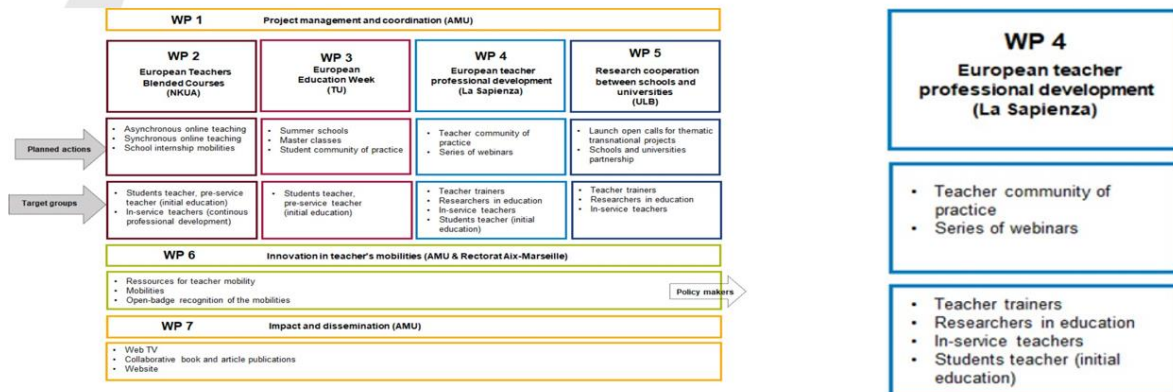 WP 1 Project management and coordination (AMU)
WP 2
European Teachers
Blended Courses
(NKUA)
WP 3
European
Education Week
(TU)
WP 4
European teacher
professional development
(La Sapienza)
WP 5
Research cooperation
between schools and
universities
(ULB)
Planned actions
• Asynchronous online teaching
• Synchronous online teaching
• School internship mobilities
• Summer schools
• Master classes
• Student community of practice
• Teacher community of
practice
• Series of webinars
• Launch open calls for thematic
transnational projects
• Schools and universities
partnership
Target groups
• Students teacher, pre-service
teacher (initial education)
• In-service teachers (continous
professional development)
• Students teacher,
pre-service teacher
(initial education)
• Teacher trainers
• Researchers in education
• In-service teachers
• Students teacher (initial
education)
• Teacher trainers
• Researchers in education
• In-service teachers
WP 6 Innovation in teacher's mobilities (AMU & Rectorat Aix-Marseille)
• Ressources for teacher mobility
• Mobilities
• Open-badge recognition of the mobilities
Policy makers
WP 7 Impact and dissemination (AMU)
• Web TV
• Collaborative book and article publications
• Website
WP 4
European teacher
professional development
(La Sapienza)
• Teacher community of
practice
• Series of webinars
• Teacher trainers
• Researchers in education
• In-service teachers
• Students teacher (initial
education)